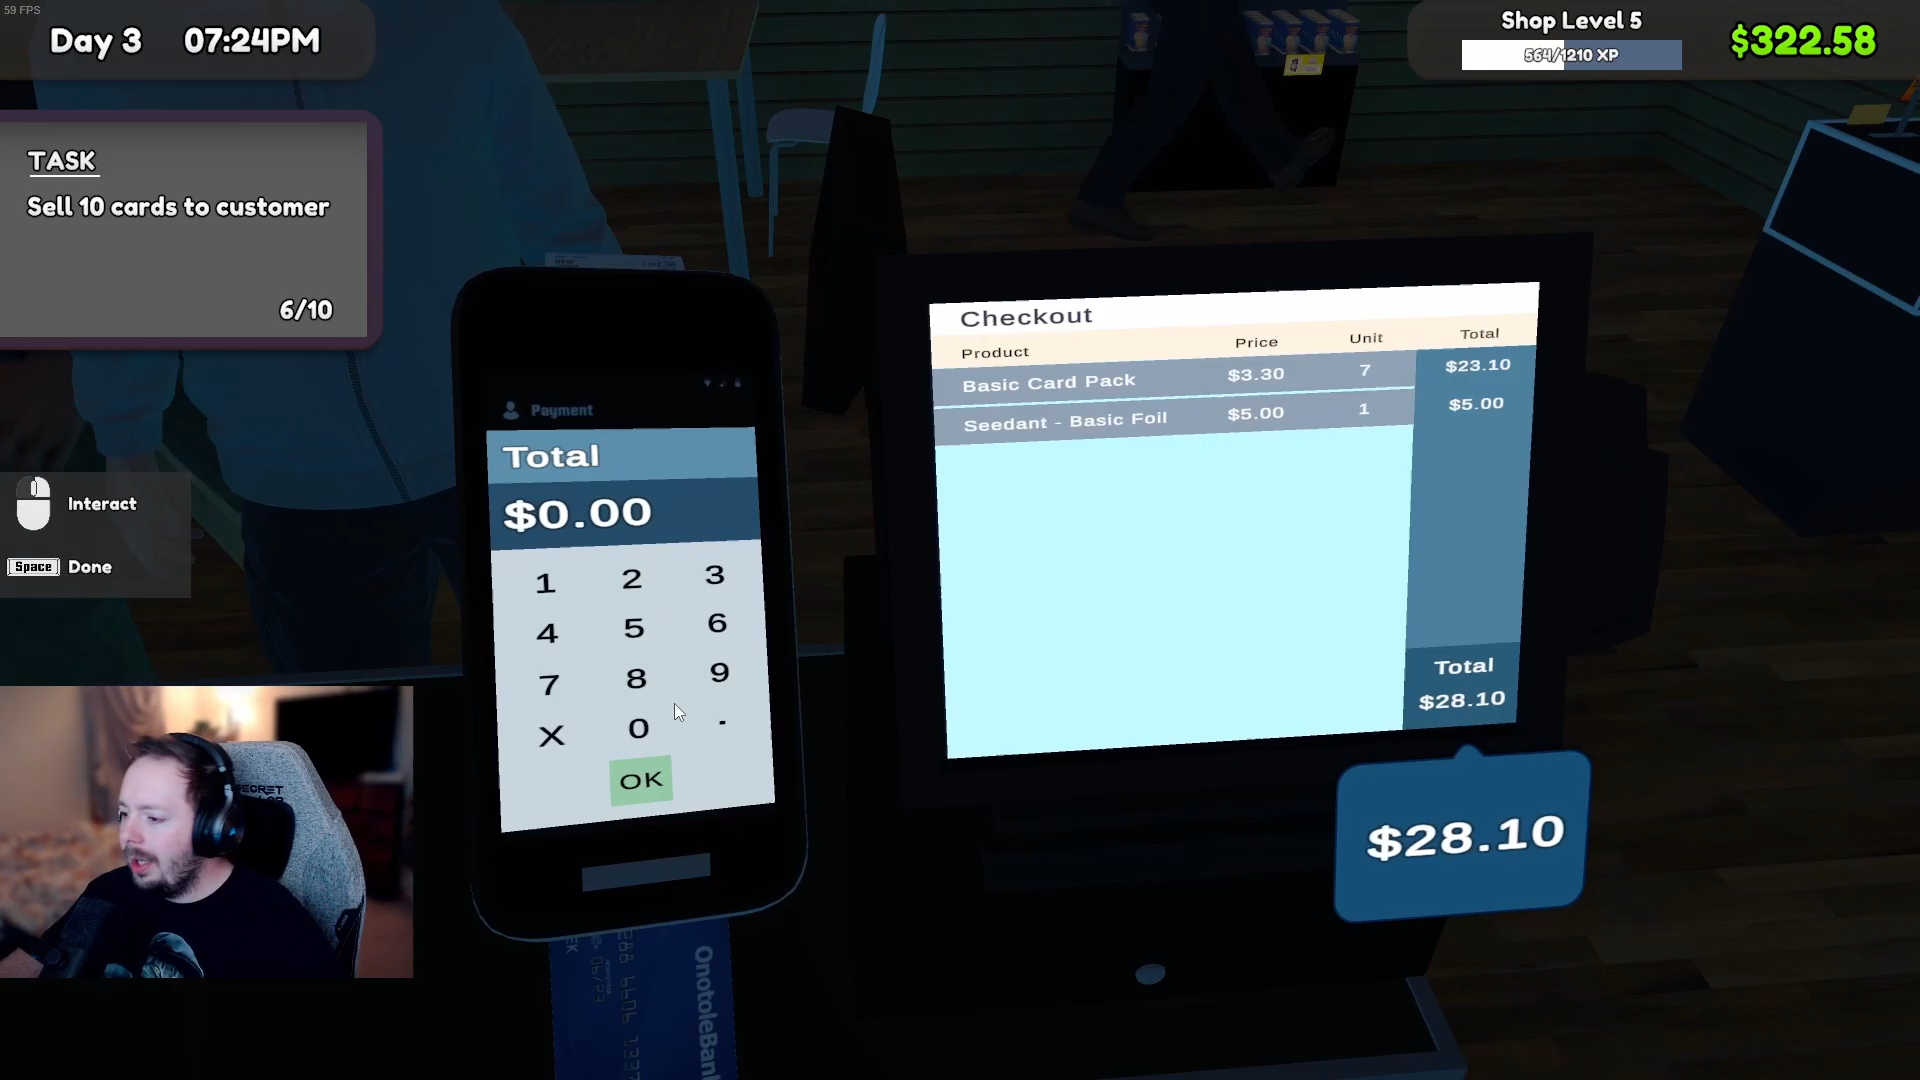 59 FPS
Day 3 07:24PM
Shop Level 5
564/1210 XP
$322.58
TASK
Sell 10 cards to customer
6/10
Interact
Space Done
Payment
Total
$0.00
1 2 3
4 5 6
7 8 9
X 0 .
OK
Checkout
Product Price Unit Total
Basic Card Pack $3.30 7 $23.10
Seedant - Basic Foil $5.00 1 $5.00
Total
$28.10
$28.10
SECRET
OnotoleBank